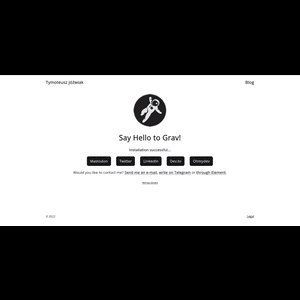 Tymoteusz Jóźwiak
Blog
Say Hello to Grav!
Installation successful...
Mastodon
Twitter
LinkedIn
Dev.to
Ohmydev
Would you like to contact me? Send me an e-mail, write on Telegram or through Element.
© 2022
Legal